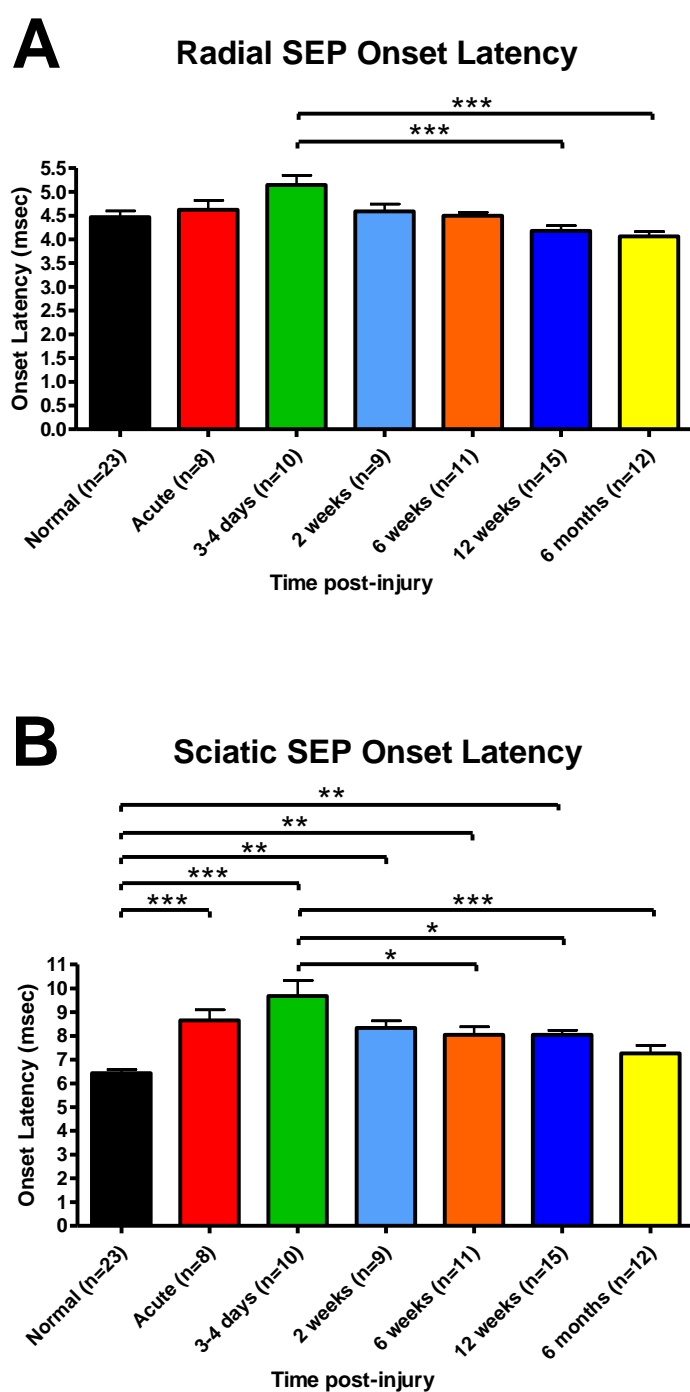 A
Radial SEP Onset Latency
***
***
Onset Latency (msec)
5.5
5.0
4.5
4.0
3.5
3.0
2.5
2.0
1.5
1.0
0.5
0.0
Normal (n=23)
Acute (n=8)
3-4 days (n=10)
2 weeks (n=9)
6 weeks (n=11)
12 weeks (n=15)
6 months (n=12)
Time post-injury
B
Sciatic SEP Onset Latency
**
**
**
***
***
***
*
*
Onset Latency (msec)
11
10
9
8
7
6
5
4
3
2
1
0
Normal (n=23)
Acute (n=8)
3-4 days (n=10)
2 weeks (n=9)
6 weeks (n=11)
12 weeks (n=15)
6 months (n=12)
Time post-injury